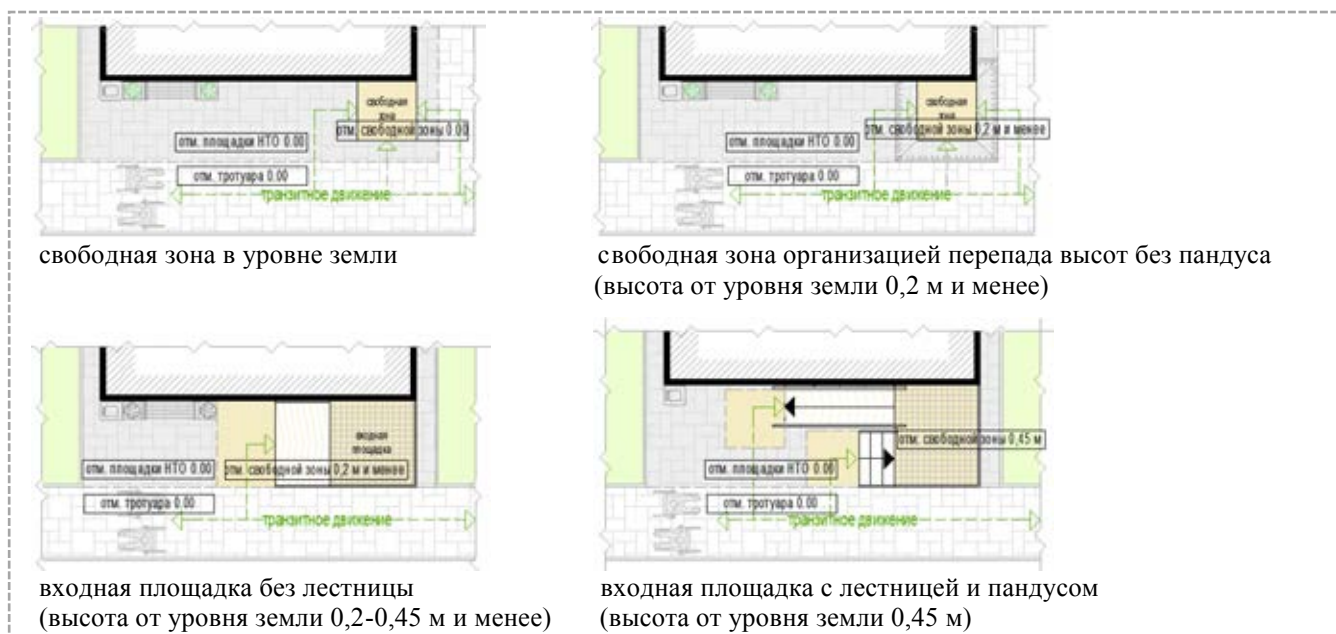 свободная
зона
отм. свободной зоны 0.00
отм. площадки НТО 0.00
отм. тротуара 0.00
транзитное движение
свободная зона в уровне земли
свободная
зона
отм. свободной зоны 0,2 м и менее
отм. площадки НТО 0.00
отм. тротуара 0.00
транзитное движение
свободная зона организацией перепада высот без пандуса
(высота от уровня земли 0,2 м и менее)
входная
площадка
отм. площадки НТО 0.00
отм. свободной зоны 0,2 м и менее
отм. тротуара 0.00
транзитное движение
входная площадка без лестницы
(высота от уровня земли 0,2-0,45 м и менее)
отм. свободной зоны 0,45 м
отм. площадки НТО 0.00
отм. тротуара 0.00
транзитное движение
входная площадка с лестницей и пандусом
(высота от уровня земли 0,45 м)